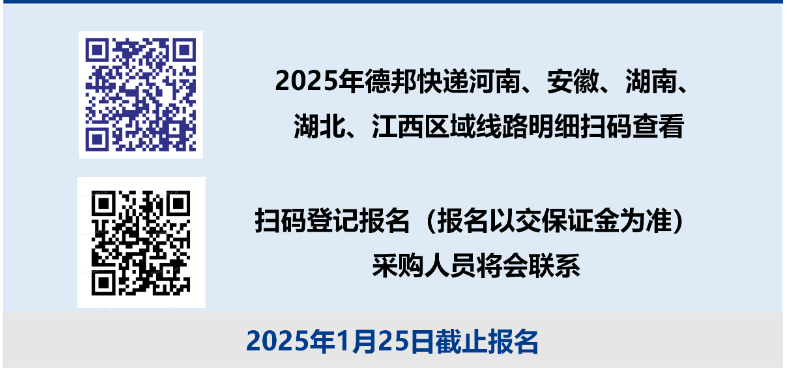 2025年德邦快递河南、安徽、湖南、
湖北、江西区域线路明细扫码查看
扫码登记报名（报名以交保证金为准）
采购人员将会联系
2025年1月25日截止报名